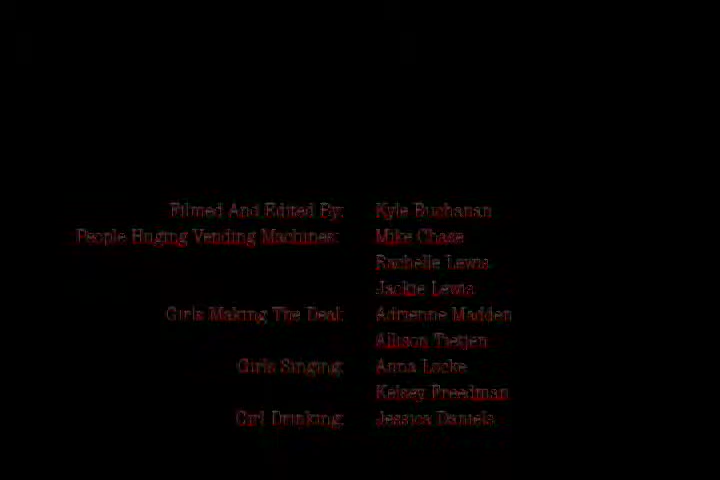 Filmed And Edited By: Kyle Buchanan
People Huging Vending Machines: Mike Chase
Rachelle Lewis
Jackie Lewis
Girls Making The Deal: Adrienne Madden
Allison Tietjen
Girls Singing: Anna Locke
Kelsey Freedman
Girl Drinking: Jessica Daniels